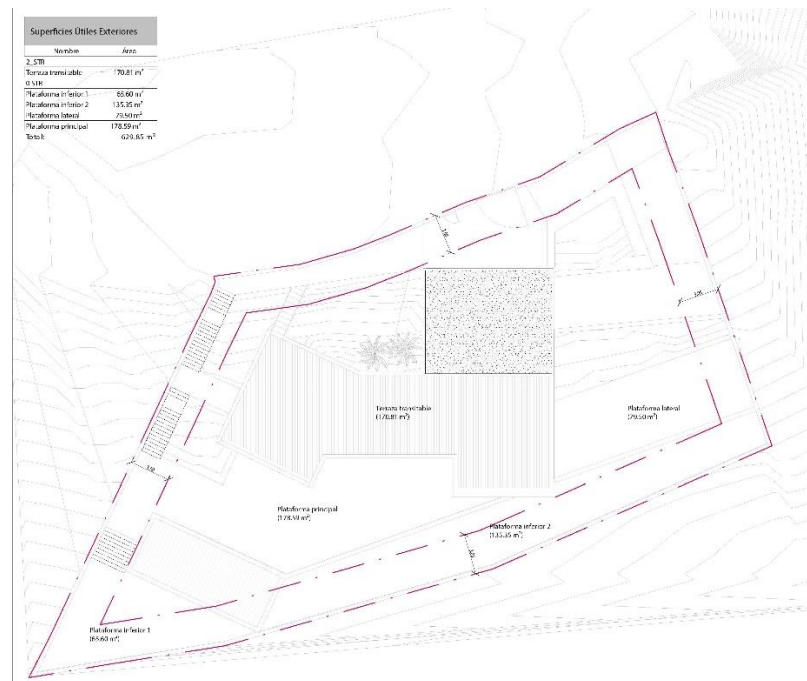 Superficies Útiles Exteriores
Nombre Área
2_STR
Terraza transitable 170.81 m²
0_STR
Plataforma inferior 1 65.60 m²
Plataforma inferior 2 135.35 m²
Plataforma lateral 79.50 m²
Plataforma principal 178.59 m²
Total: 629.85 m²
Terraza transitable
(170.81 m²)
Plataforma lateral
(79.50 m²)
Plataforma principal
(178.59 m²)
Plataforma inferior 2
(135.35 m²)
Plataforma inferior 1
(65.60 m²)